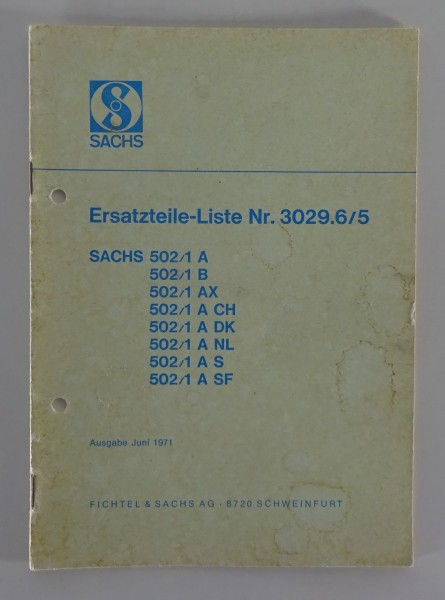 SACHS
Ersatzteile-Liste Nr. 3029.6/5
SACHS 502/1 A
502/1 B
502/1 AX
502/1 A CH
502/1 A DK
502/1 A NL
502/1 A S
502/1 A SF
Ausgabe Juni 1971
FICHTEL & SACHS AG · 8720 SCHWEINFURT